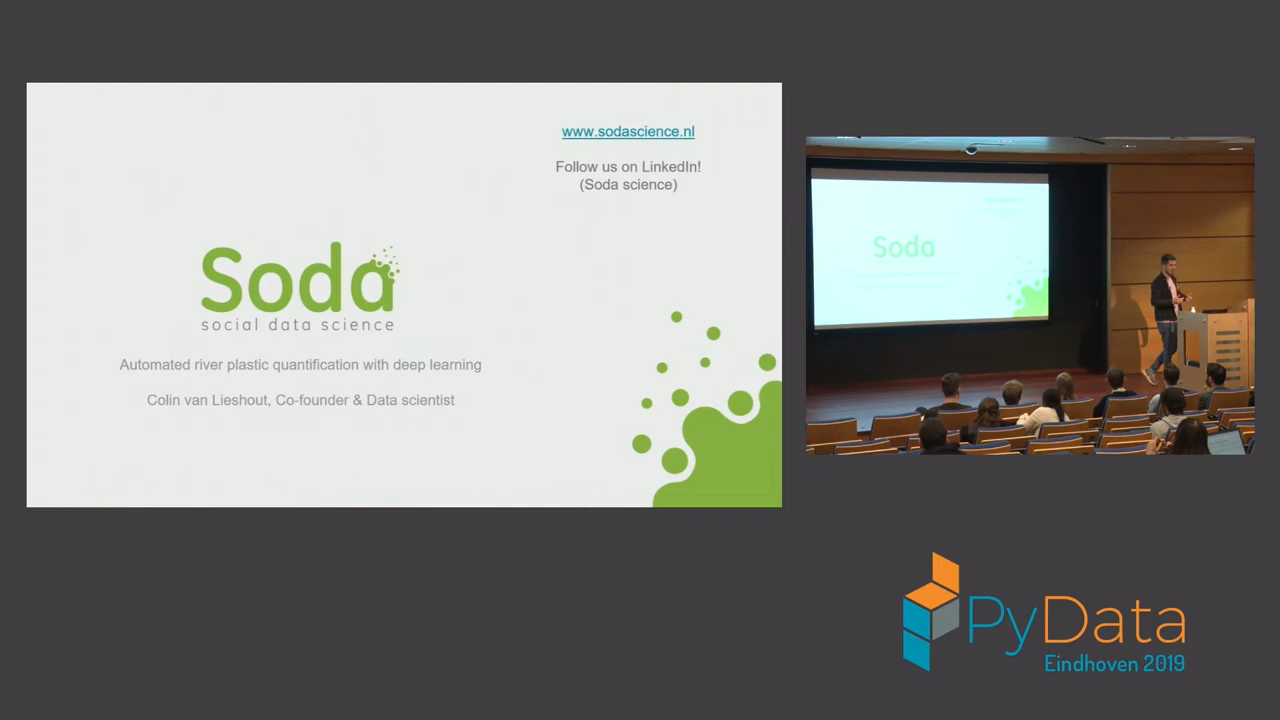 www.sodascience.nl
Follow us on LinkedIn!
(Soda science)
Soda
social data science
Automated river plastic quantification with deep learning
Colin van Lieshout, Co-founder & Data scientist
Soda
PyData
Eindhoven 2019